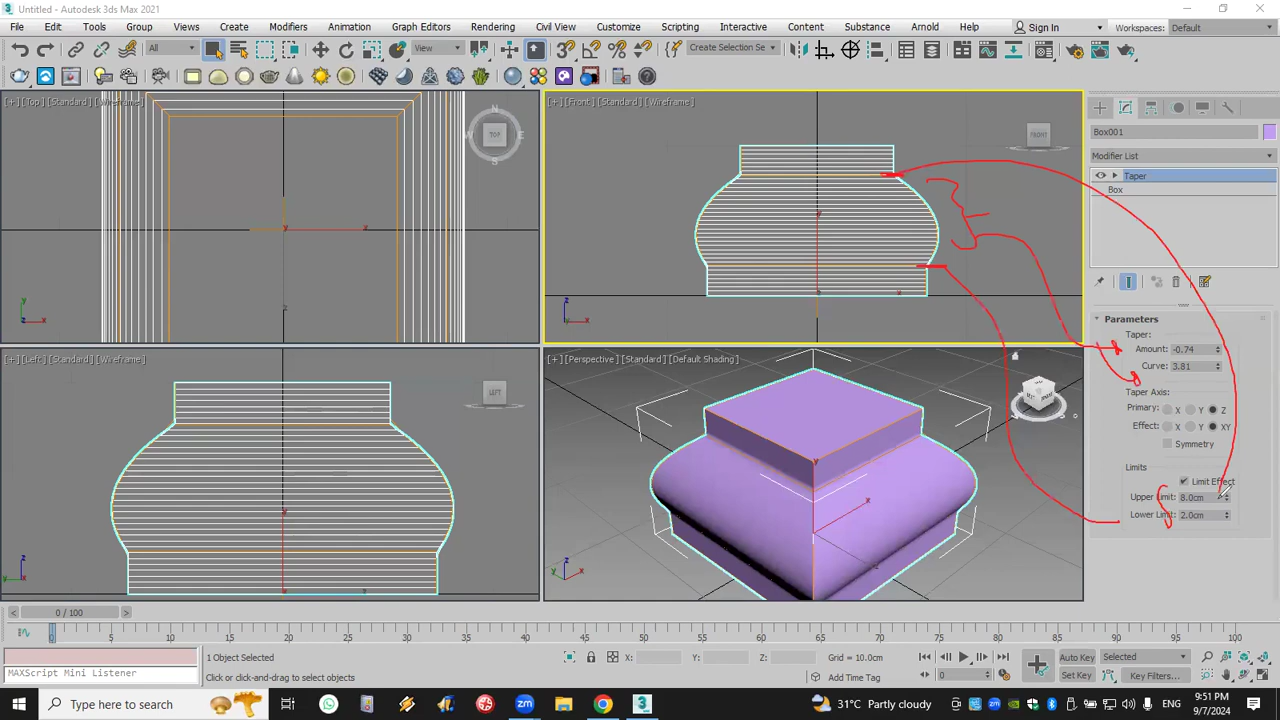 Untitled - Autodesk 3ds Max 2021
File Edit Tools Group Views Create Modifiers Animation Graph Editors Rendering Civil View Customize Scripting Interactive Content Substance Arnold Help Sign In Workspaces: Default
All View Create Selection Se
[+] [Top] [Standard] [Wireframe]
N
W TOP E
S
y
x
z
y
x
z
[+] [Front] [Standard] [Wireframe]
FRONT
y
x
z
z
x
[+] [Left] [Standard] [Wireframe]
LEFT
z
y
[+] [Perspective] [Standard] [Default Shading]
y
x
z
x
Box001
Modifier List
Taper
Box
Parameters
Taper:
Amount: -0.74
Curve: 3.81
Taper Axis:
Primary: X Y Z
Effect: X Y XY
Symmetry
Limits
Limit Effect
Upper Limit: 8.0cm
Lower Limit: 2.0cm
0 / 100
0 5 10 15 20 25 30 35 40 45 50 55 60 65 70 75 80 85 90 95 100
MAXScript Mini Listener
1 Object Selected
Click or click-and-drag to select objects
X: Y: Z: Grid = 10.0cm
Add Time Tag
0
Auto Key Selected
Set Key Key Filters...
Type here to search
31°C Partly cloudy
ENG
9:51 PM
9/7/2024